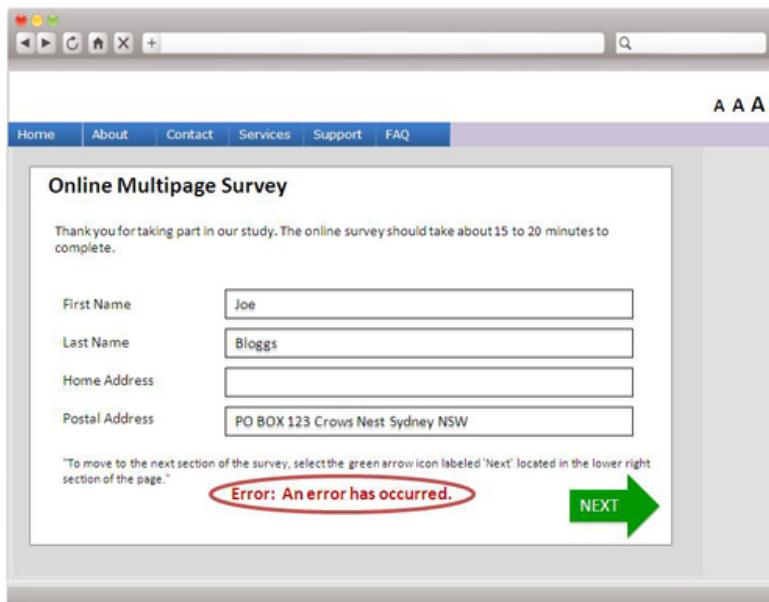 A A A
Home About Contact Services Support FAQ
Online Multipage Survey
Thank you for taking part in our study. The online survey should take about 15 to 20 minutes to
complete.
First Name Joe
Last Name Bloggs
Home Address
Postal Address PO BOX 123 Crows Nest Sydney NSW
"To move to the next section of the survey, select the green arrow icon labeled 'Next' located in the lower right
section of the page."
Error: An error has occurred.
NEXT